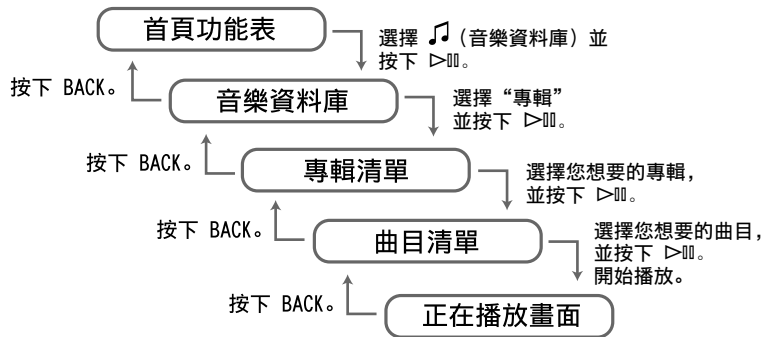 首頁功能表
選擇 ♫（音樂資料庫）並
按下 ▷⏸。
按下 BACK。
音樂資料庫
選擇“專輯”
並按下 ▷⏸。
按下 BACK。
專輯清單
選擇您想要的專輯，
並按下 ▷⏸。
按下 BACK。
曲目清單
選擇您想要的曲目，
並按下 ▷⏸。
開始播放。
按下 BACK。
正在播放畫面